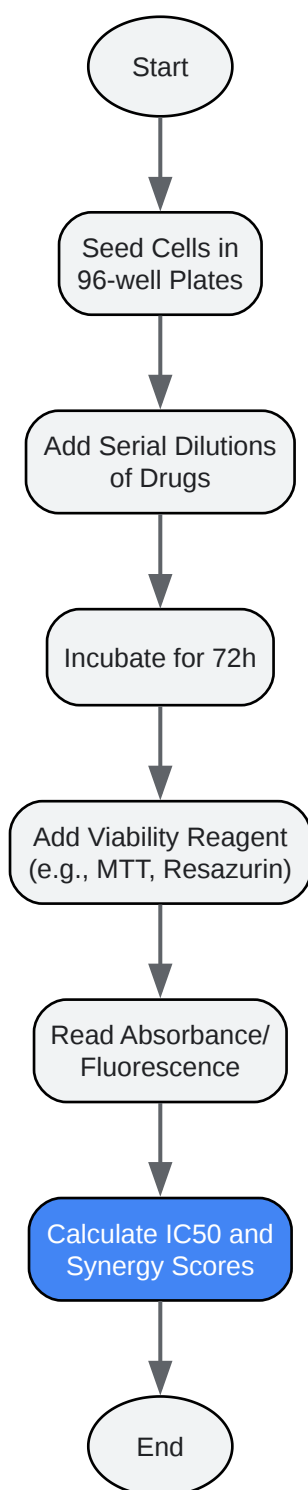 Start
Seed Cells in
96-well Plates
Add Serial Dilutions
of Drugs
Incubate for 72h
Add Viability Reagent
(e.g., MTT, Resazurin)
Read Absorbance/
Fluorescence
Calculate IC50 and
Synergy Scores
End